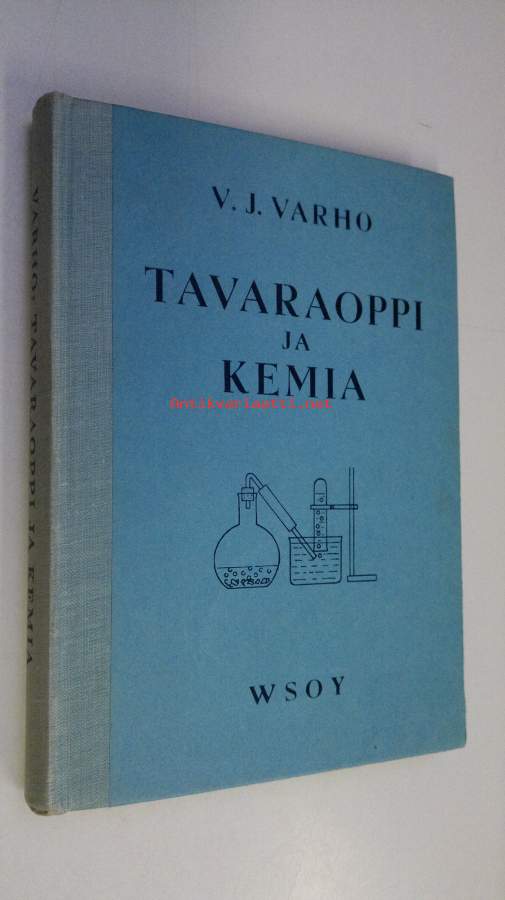 V. J. VARHO
TAVARAOPPI
JA
KEMIA
Antikvariaatti.net
WSOY
VARHO: TAVARAOPPI JA KEMIA